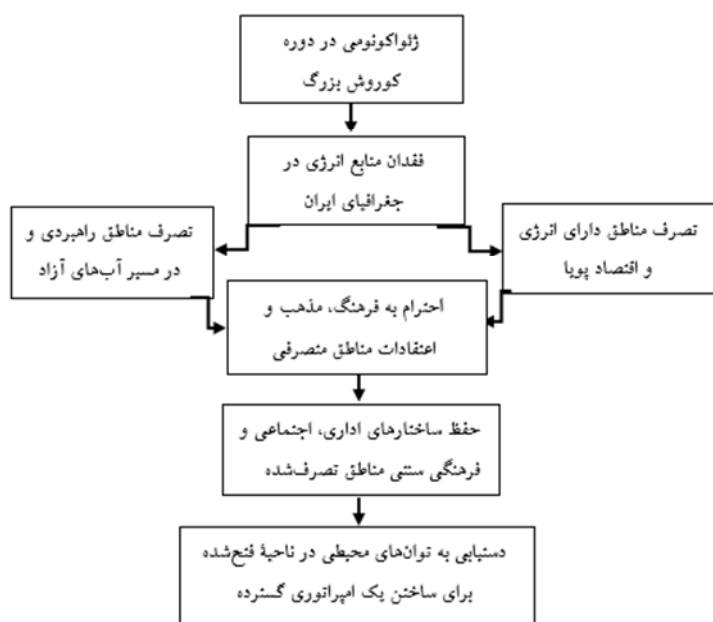 ژئواکونومی در دوره
کوروش بزرگ
فقدان منابع انرژی در
جغرافیای ایران
تصرف مناطق دارای انرژی
و اقتصاد پویا
تصرف مناطق راهبردی و
در مسیر آب‌های آزاد
احترام به فرهنگ، مذهب و
اعتقادات مناطق متصرفی
حفظ ساختارهای اداری، اجتماعی و
فرهنگی سنتی مناطق تصرف‌شده
دستیابی به توان‌های محیطی در ناحیهٔ فتح‌شده
برای ساختن یک امپراتوری گسترده